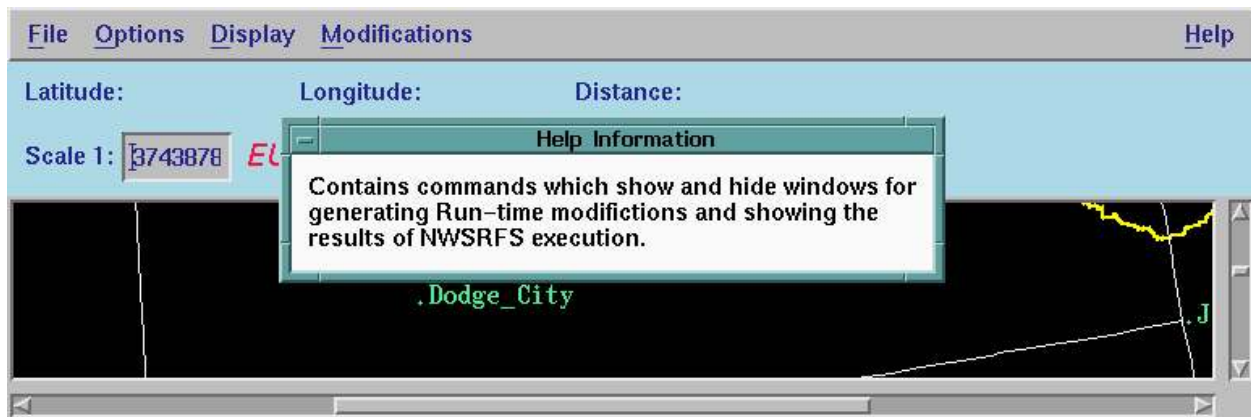 File Options Display Modifications Help
Latitude: Longitude: Distance:
Scale 1: 3743878
Help Information
Contains commands which show and hide windows for
generating Run-time modifictions and showing the
results of NWSRFS execution.
.Dodge_City
.J